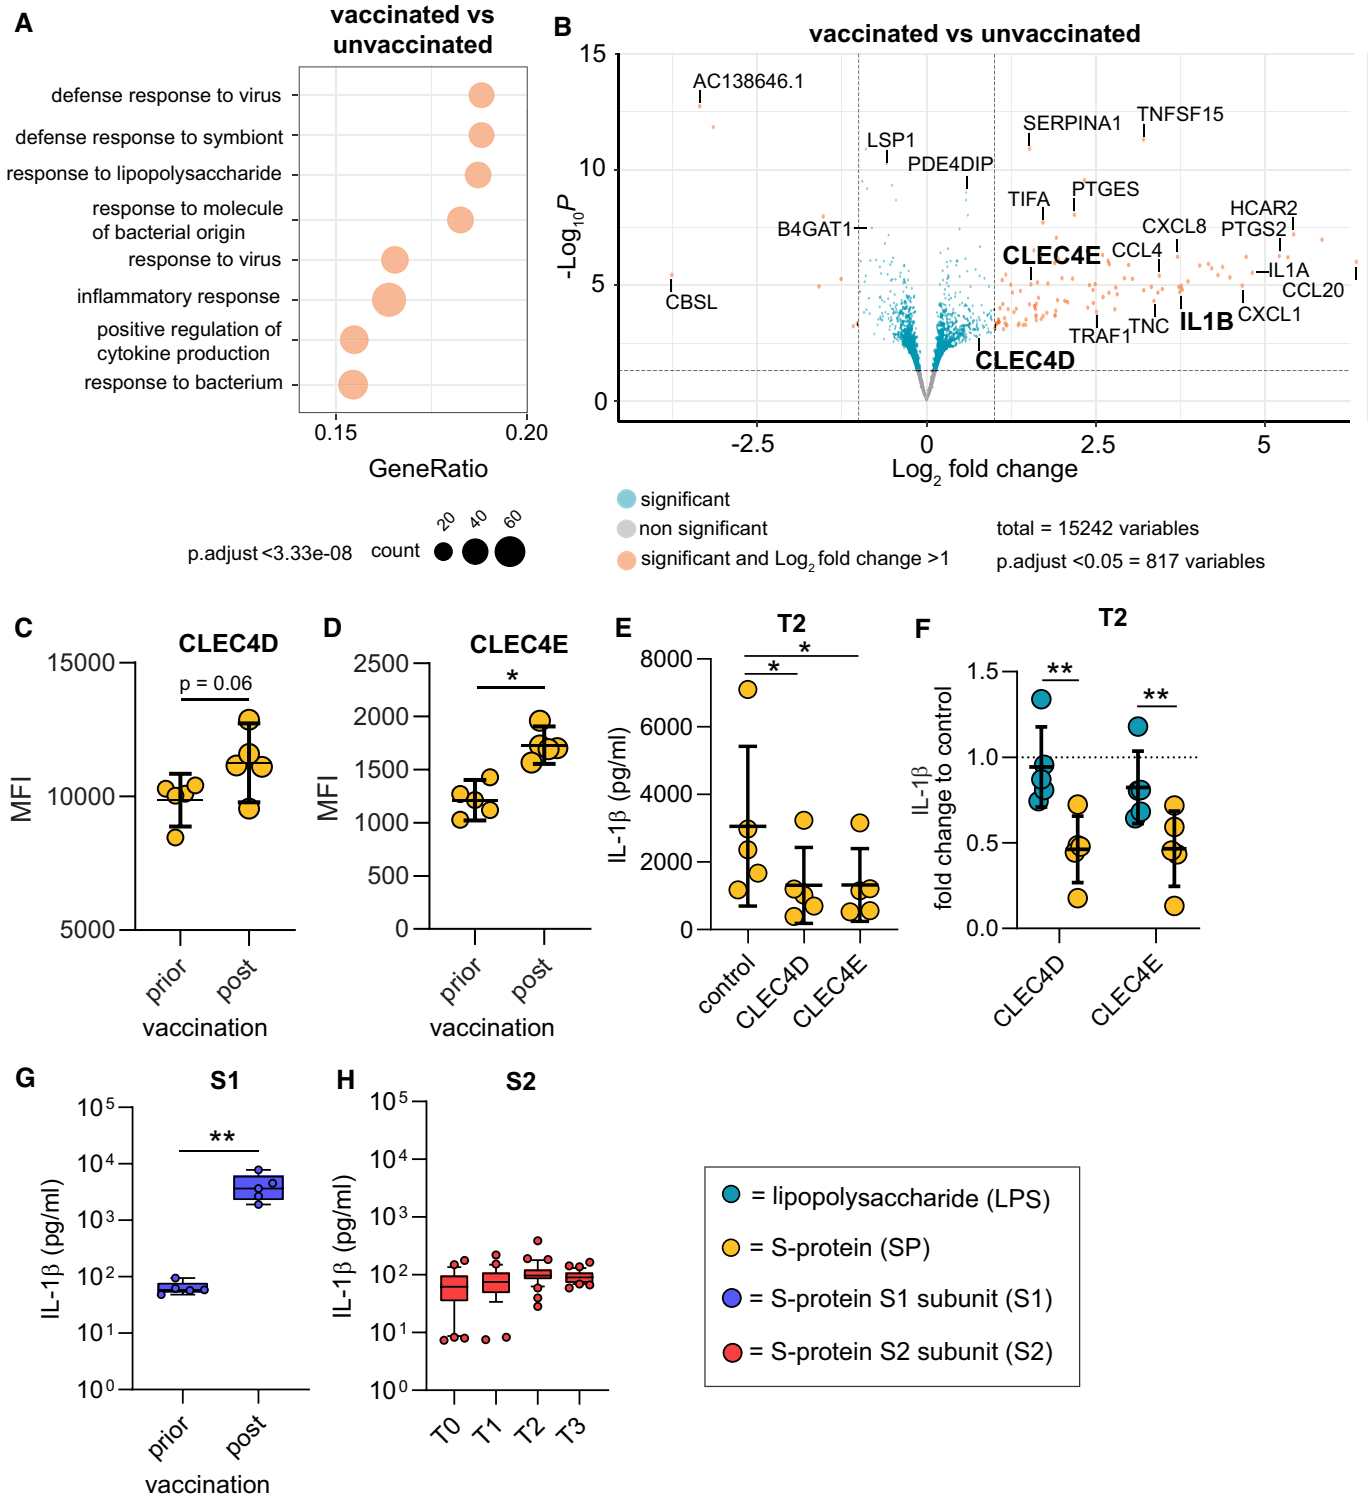 A
vaccinated vs
unvaccinated
defense response to virus
defense response to symbiont
response to lipopolysaccharide
response to molecule
of bacterial origin
response to virus
inflammatory response
positive regulation of
cytokine production
response to bacterium
0.15
0.20
GeneRatio
p.adjust <3.33e-08
count
20
40
60
B
vaccinated vs unvaccinated
15
10
5
0
-Log10P
AC138646.1
LSP1
PDE4DIP
SERPINA1
TNFSF15
TIFA
PTGES
B4GAT1
CLEC4E
CCL4
CXCL8
HCAR2
PTGS2
IL1A
CCL20
CBSL
CXCL1
IL1B
TNC
TRAF1
CLEC4D
-2.5
0
2.5
5
Log2 fold change
significant
non significant
significant and Log2 fold change >1
total = 15242 variables
p.adjust <0.05 = 817 variables
C
CLEC4D
p = 0.06
15000
10000
5000
MFI
prior
post
vaccination
D
CLEC4E
*
2500
2000
1500
1000
500
0
MFI
prior
post
vaccination
E
T2
*
*
8000
6000
4000
2000
0
IL-1β (pg/ml)
control
CLEC4D
CLEC4E
F
T2
**
**
1.5
1.0
0.5
0.0
IL-1β
fold change to control
CLEC4D
CLEC4E
G
S1
**
10^5
10^4
10^3
10^2
10^1
10^0
IL-1β (pg/ml)
prior
post
vaccination
H
S2
10^5
10^4
10^3
10^2
10^1
10^0
IL-1β (pg/ml)
T0
T1
T2
T3
= lipopolysaccharide (LPS)
= S-protein (SP)
= S-protein S1 subunit (S1)
= S-protein S2 subunit (S2)